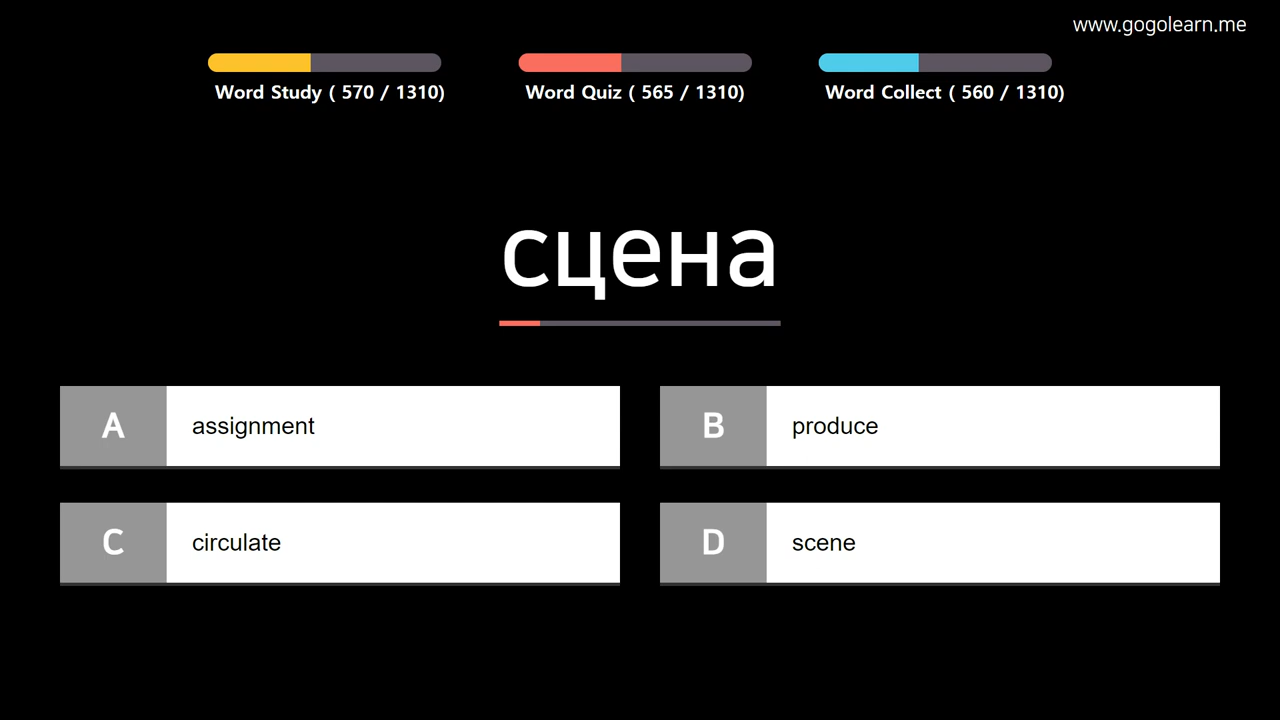 www.gogolearn.me
Word Study ( 570 / 1310)
Word Quiz ( 565 / 1310)
Word Collect ( 560 / 1310)
сцена
A assignment
B produce
C circulate
D scene